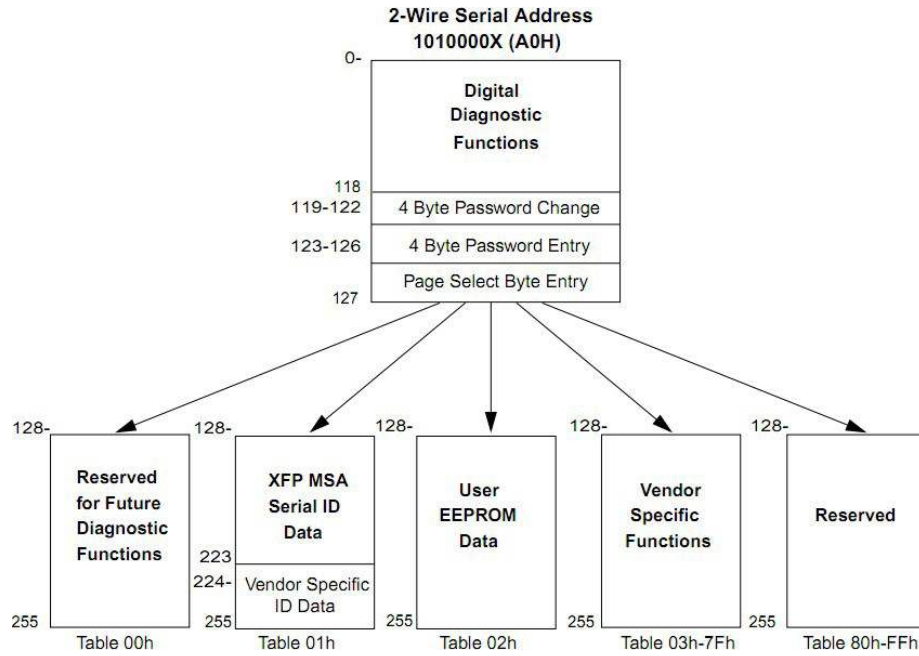 2-Wire Serial Address
1010000X (A0H)
0-
Digital
Diagnostic
Functions
118
119-122
4 Byte Password Change
123-126
4 Byte Password Entry
Page Select Byte Entry
127
128-
Reserved
for Future
Diagnostic
Functions
255
Table 00h
128-
XFP MSA
Serial ID
Data
223
224-
Vendor Specific
ID Data
255
Table 01h
128-
User
EEPROM
Data
255
Table 02h
128-
Vendor
Specific
Functions
255
Table 03h-7Fh
128-
Reserved
255
Table 80h-FFh